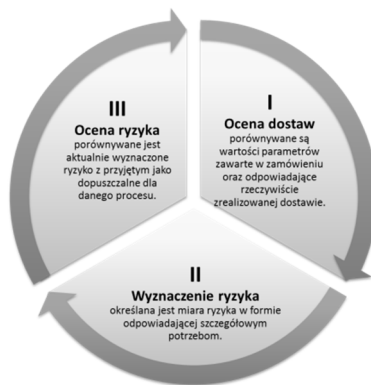 I
Ocena dostaw
porównywane są
wartości parametrów
zawarte w zamówieniu
oraz odpowiadające
rzeczywiście
zrealizowanej dostawie.
II
Wyznaczenie ryzyka
określana jest miara ryzyka w formie
odpowiadającej szczegółowym
potrzebom.
III
Ocena ryzyka
porównywane jest
aktualnie wyznaczone
ryzyko z przyjętym jako
dopuszczalne dla
danego procesu.